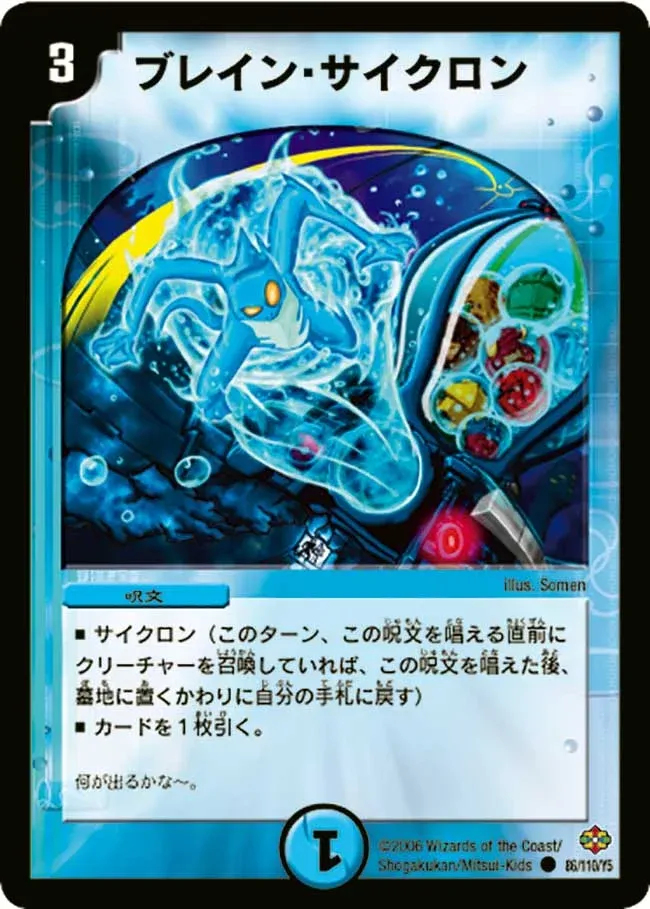 3
ブレイン・サイクロン
illus. Somen
呪文
■ サイクロン（このターン、この呪文を唱える直前に
クリーチャーを召喚していれば、この呪文を唱えた後、
墓地に置くかわりに自分の手札に戻す）
■ カードを1枚引く。
何が出るかな〜。
1
©2006 Wizards of the Coast/
Shogakukan/Mitsui-Kids ● 86/110/Y5